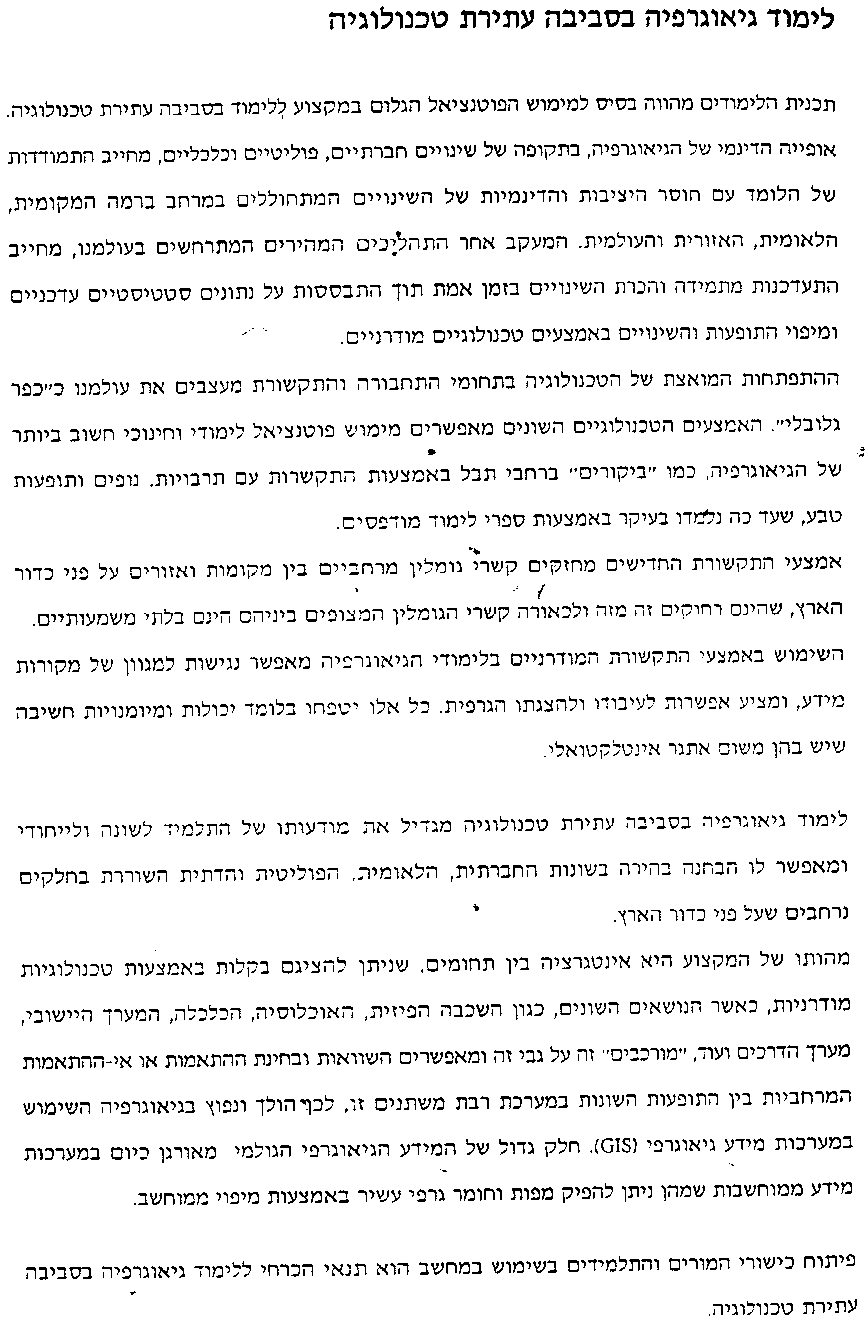 לימוד גיאוגרפיה בסביבה עתירת טכנולוגיה
תכנית הלימודים מהווה בסיס למימוש הפוטנציאל הגלום במקצוע ללימוד בסביבה עתירת טכנולוגיה.
אופייה הדינמי של הגיאוגרפיה, בתקופה של שינויים חברתיים, פוליטיים וכלכליים, מחייב התמודדות
של הלומד עם חוסר היציבות והדינמיות של השינויים המתחוללים במרחב ברמה המקומית,
הלאומית, האזורית והעולמית. המעקב אחר התהליכים המהירים המתרחשים בעולמנו, מחייב
התעדכנות מתמידה והכרת השינויים בזמן אמת תוך התבססות על נתונים סטטיסטיים עדכניים
ומיפוי התופעות והשינויים באמצעים טכנולוגיים מודרניים.
ההתפתחות המואצת של הטכנולוגיה בתחומי התחבורה והתקשורת מעצבים את עולמנו כ"כפר
גלובלי". האמצעים הטכנולוגיים השונים מאפשרים מימוש פוטנציאל לימודי וחינוכי חשוב ביותר
של הגיאוגרפיה, כמו "ביקורים" ברחבי תבל באמצעות התקשרות עם תרבויות, נופים ותופעות
טבע, שעד כה נלמדו בעיקר באמצעות ספרי לימוד מודפסים.
אמצעי התקשורת החדישים מחזקים קשרי גומלין מרחביים בין מקומות ואזורים על פני כדור
הארץ, שהינם רחוקים זה מזה ולכאורה קשרי הגומלין המצופים ביניהם הינם בלתי משמעותיים.
השימוש באמצעי התקשורת המודרניים בלימודי הגיאוגרפיה מאפשר נגישות למגוון של מקורות
מידע, ומציע אפשרות לעיבודו ולהצגתו הגרפית. כל אלו יטפחו בלומד יכולות ומיומנויות חשיבה
שיש בהן משום אתגר אינטלקטואלי.
לימוד גיאוגרפיה בסביבה עתירת טכנולוגיה מגדיל את מודעותו של התלמיד לשונה ולייחודי
ומאפשר לו הבחנה בהירה בשונות החברתית, הלאומית, הפוליטית והדתית השוררת בחלקים
נרחבים שעל פני כדור הארץ.
מהותו של המקצוע היא אינטגרציה בין תחומים, שניתן להציגם בקלות באמצעות טכנולוגיות
מודרניות, כאשר הנושאים השונים, כגון השכבה הפיזית, האוכלוסיה, הכלכלה, המערך היישובי,
מערך הדרכים ועוד, "מורכבים" זה על גבי זה ומאפשרים השוואות ובחינת ההתאמות או אי-ההתאמות
המרחביות בין התופעות השונות במערכת רבת משתנים זו, לכך הולך ונפוץ בגיאוגרפיה השימוש
במערכות מידע גיאוגרפי (GIS). חלק גדול של המידע הגיאוגרפי הגולמי מאורגן כיום במערכות
מידע ממוחשבות שמהן ניתן להפיק מפות וחומר גרפי עשיר באמצעות מיפוי ממוחשב.
פיתוח כישורי המורים והתלמידים בשימוש במחשב הוא תנאי הכרחי ללימוד גיאוגרפיה בסביבה
עתירת טכנולוגיה.